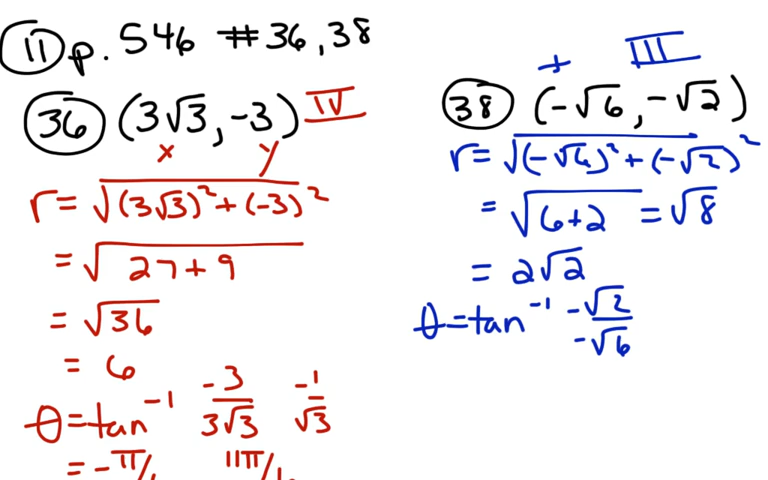 ⑪ p. 546 #36, 38
㊱ (3√3, -3) IV
x y
r = √((3√3)² + (-3)²)
= √(27+9)
= √36
= 6
θ = tan⁻¹ -3/(3√3) -1/√3
= -π/ 11π/
+ III
㊳ (-√6, -√2)
r = √((-√6)² + (-√2)²)
= √(6+2) = √8
= 2√2
θ = tan⁻¹ -√2/-√6